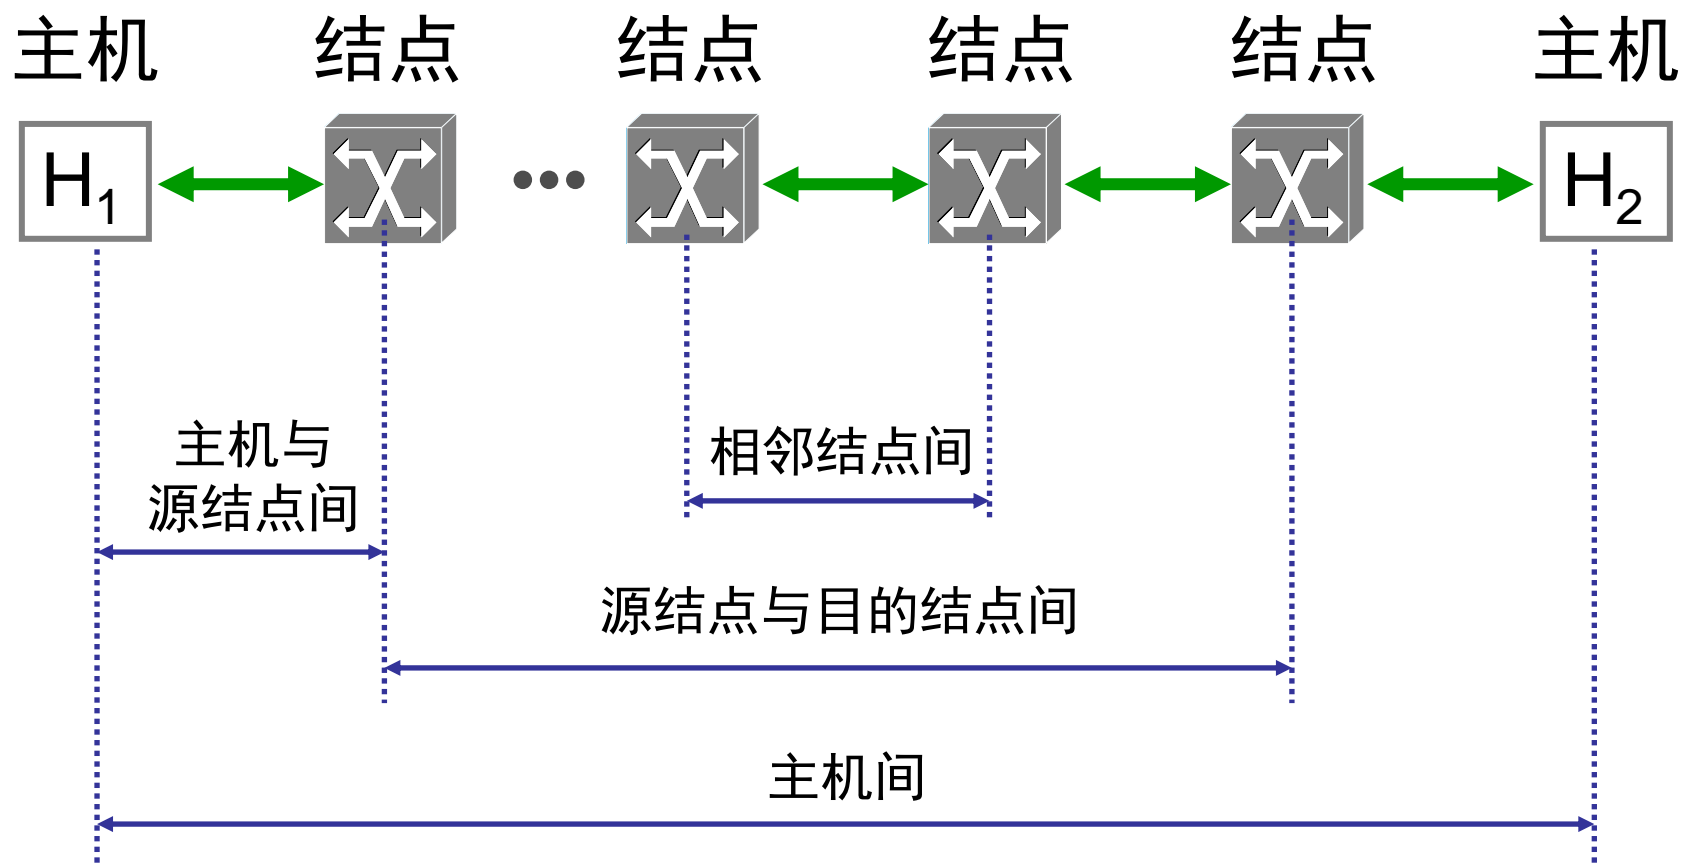 主机 结点 结点 结点 结点 主机
H1 H2
主机与
源结点间
相邻结点间
源结点与目的结点间
主机间